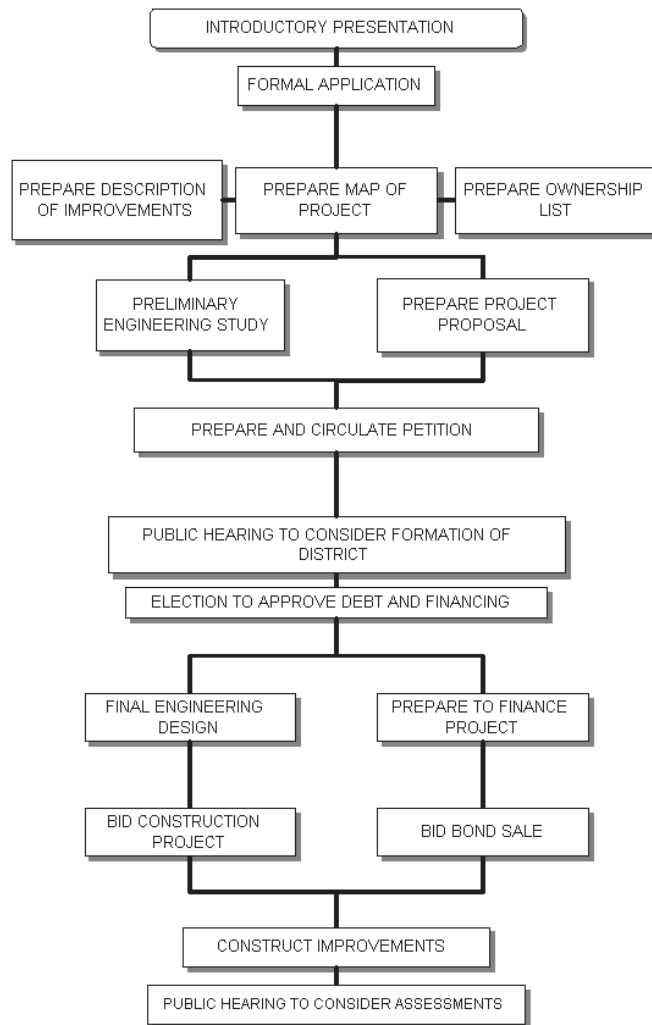 INTRODUCTORY PRESENTATION
FORMAL APPLICATION
PREPARE DESCRIPTION
OF IMPROVEMENTS
PREPARE MAP OF
PROJECT
PREPARE OWNERSHIP
LIST
PRELIMINARY
ENGINEERING STUDY
PREPARE PROJECT
PROPOSAL
PREPARE AND CIRCULATE PETITION
PUBLIC HEARING TO CONSIDER FORMATION OF
DISTRICT
ELECTION TO APPROVE DEBT AND FINANCING
FINAL ENGINEERING
DESIGN
PREPARE TO FINANCE
PROJECT
BID CONSTRUCTION
PROJECT
BID BOND SALE
CONSTRUCT IMPROVEMENTS
PUBLIC HEARING TO CONSIDER ASSESSMENTS